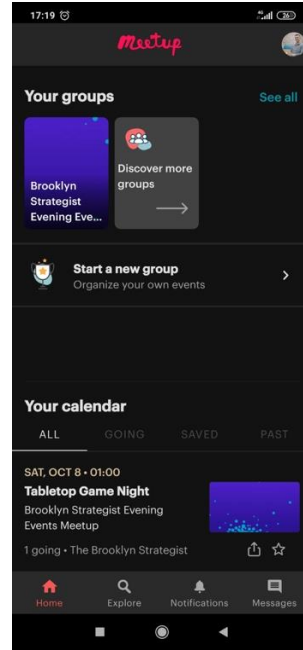 17:19
26
Meetup
Your groups
See all
Brooklyn
Strategist
Evening Eve...
Discover more
groups
Start a new group
Organize your own events
Your calendar
ALL
GOING
SAVED
PAST
SAT, OCT 8 • 01:00
Tabletop Game Night
Brooklyn Strategist Evening
Events Meetup
1 going • The Brooklyn Strategist
Home
Explore
Notifications
Messages